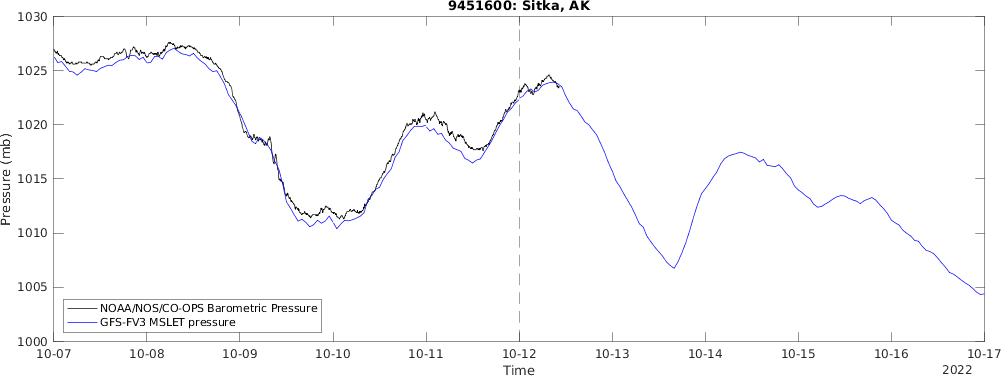 9451600: Sitka, AK
Pressure (mb)
1030
1025
1020
1015
1010
1005
1000
NOAA/NOS/CO-OPS Barometric Pressure
GFS-FV3 MSLET pressure
10-07 10-08 10-09 10-10 10-11 10-12 10-13 10-14 10-15 10-16 10-17
Time
2022